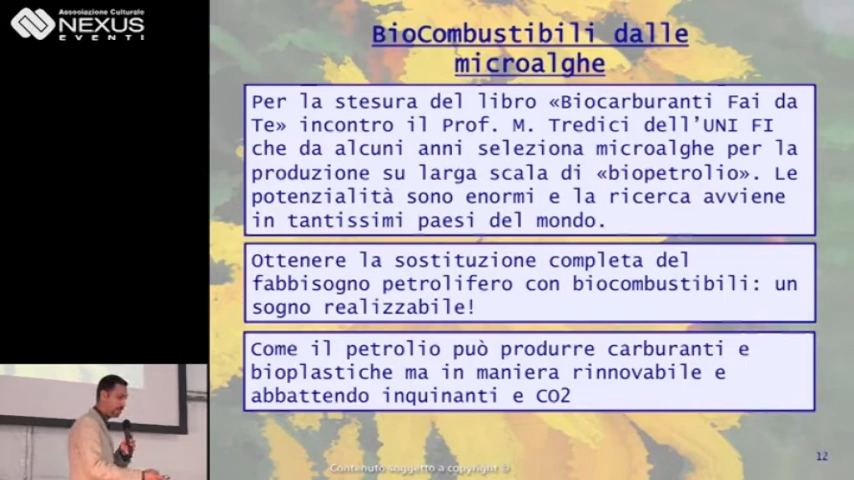 Associazione Culturale
NEXUS
EVENTI
BioCombustibili dalle
microalghe
Per la stesura del libro «Biocarburanti Fai da
Te» incontro il Prof. M. Tredici dell'UNI FI
che da alcuni anni seleziona microalghe per la
produzione su larga scala di «biopetrolio». Le
potenzialità sono enormi e la ricerca avviene
in tantissimi paesi del mondo.
Ottenere la sostituzione completa del
fabbisogno petrolifero con biocombustibili: un
sogno realizzabile!
Come il petrolio può produrre carburanti e
bioplastiche ma in maniera rinnovabile e
abbattendo inquinanti e CO2
Contenuto soggetto a copyright ©
12